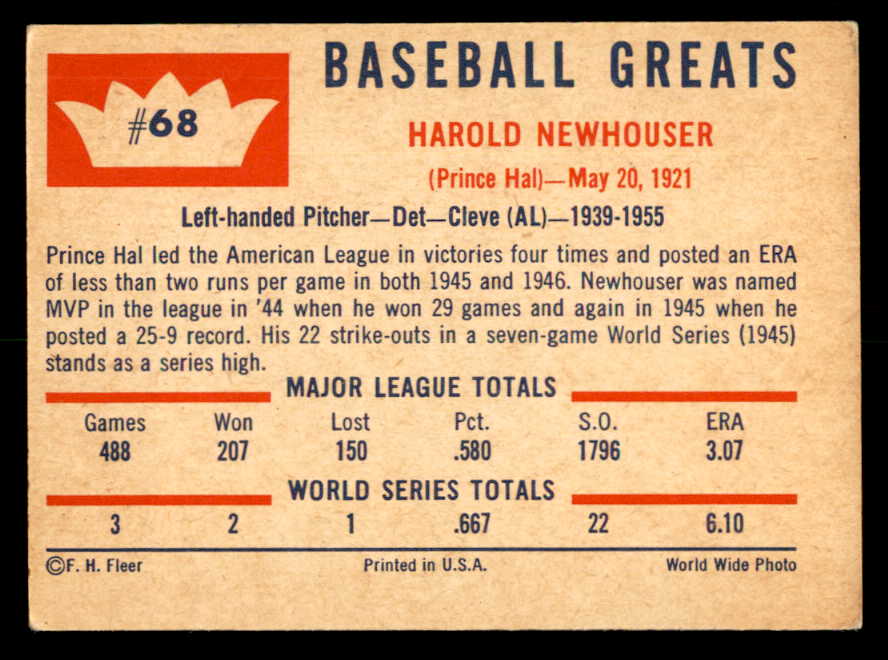 #68
BASEBALL GREATS
HAROLD NEWHOUSER
(Prince Hal)—May 20, 1921
Left-handed Pitcher—Det—Cleve (AL)—1939-1955
Prince Hal led the American League in victories four times and posted an ERA
of less than two runs per game in both 1945 and 1946. Newhouser was named
MVP in the league in '44 when he won 29 games and again in 1945 when he
posted a 25-9 record. His 22 strike-outs in a seven-game World Series (1945)
stands as a series high.
MAJOR LEAGUE TOTALS
Games Won Lost Pct. S.O. ERA
488 207 150 .580 1796 3.07
WORLD SERIES TOTALS
3 2 1 .667 22 6.10
©F. H. Fleer Printed in U.S.A. World Wide Photo